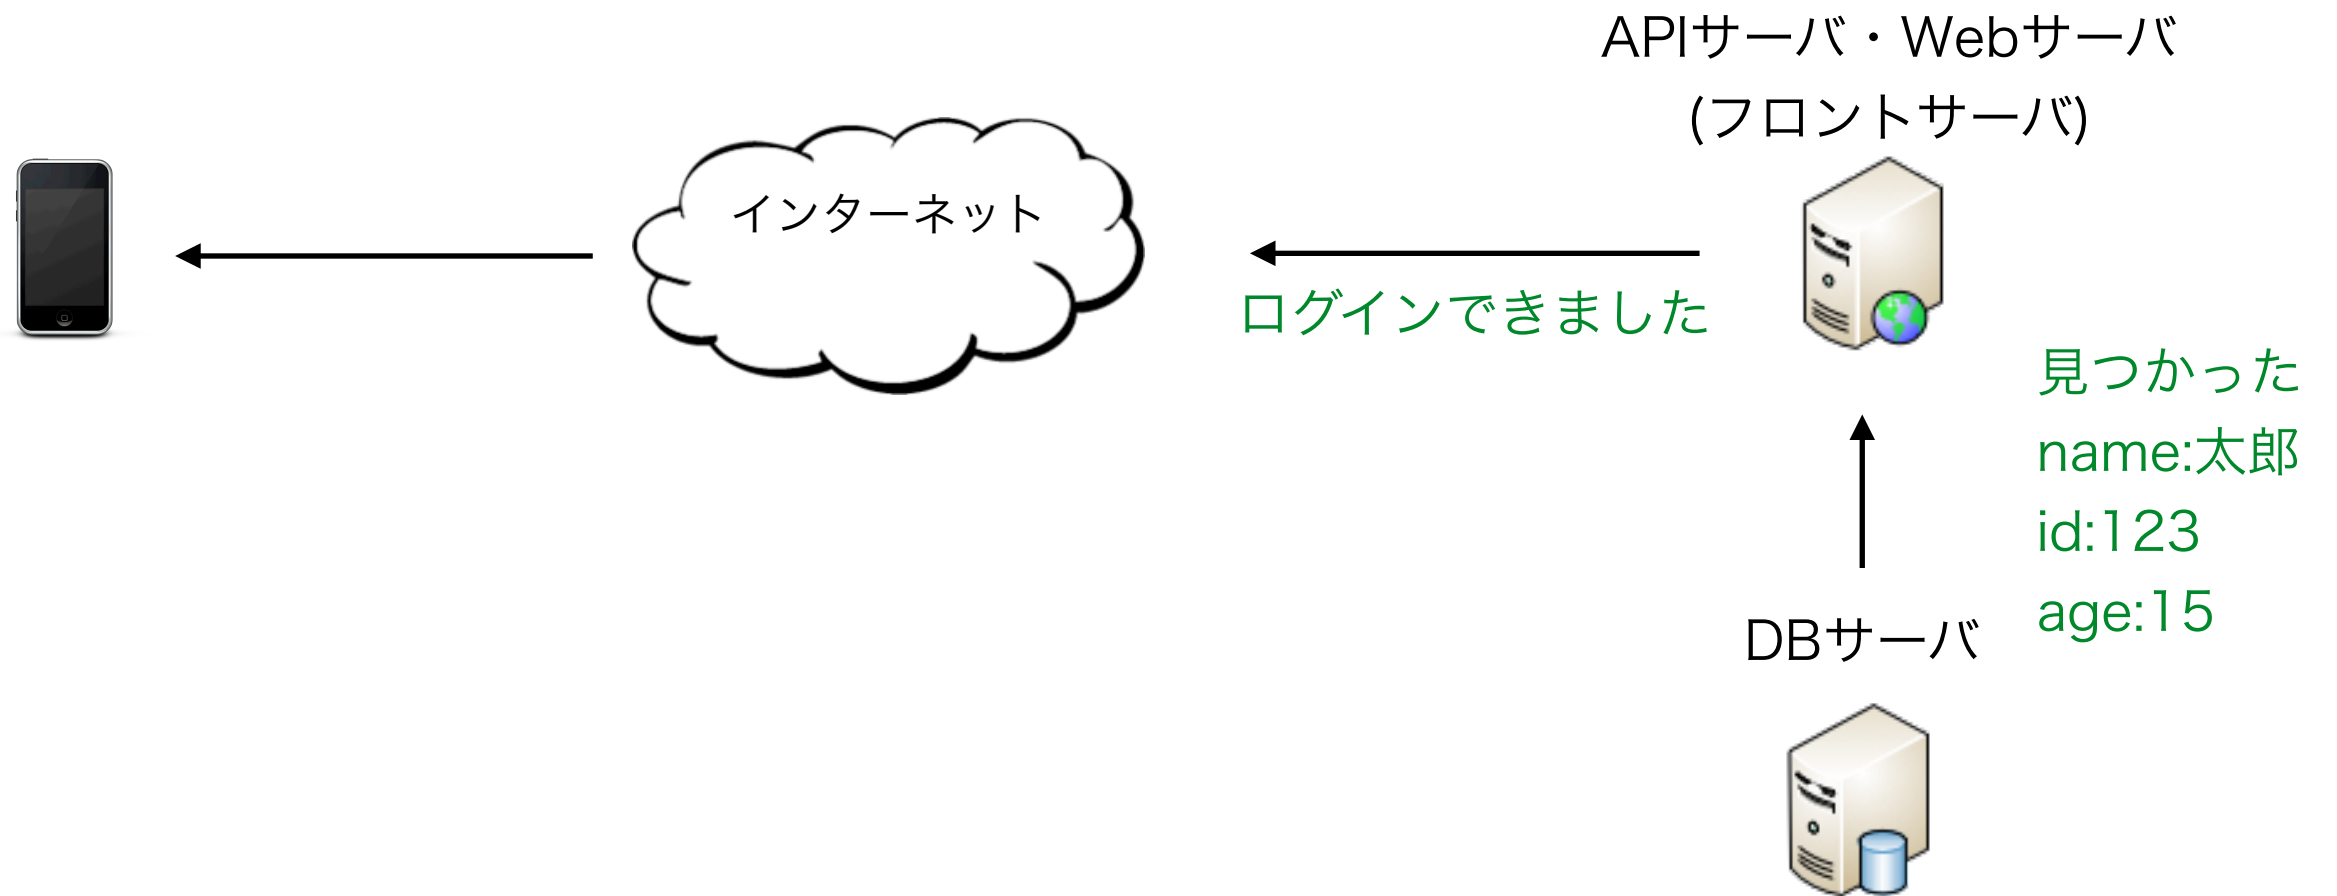 APIサーバ・Webサーバ
(フロントサーバ)
インターネット
ログインできました
見つかった
name:太郎
id:123
age:15
DBサーバ